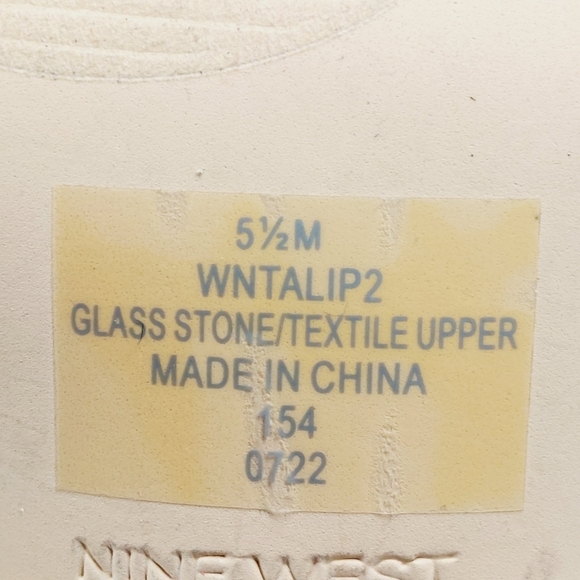 5½M
WNTALIP2
GLASS STONE/TEXTILE UPPER
MADE IN CHINA
154
0722
NINE WEST